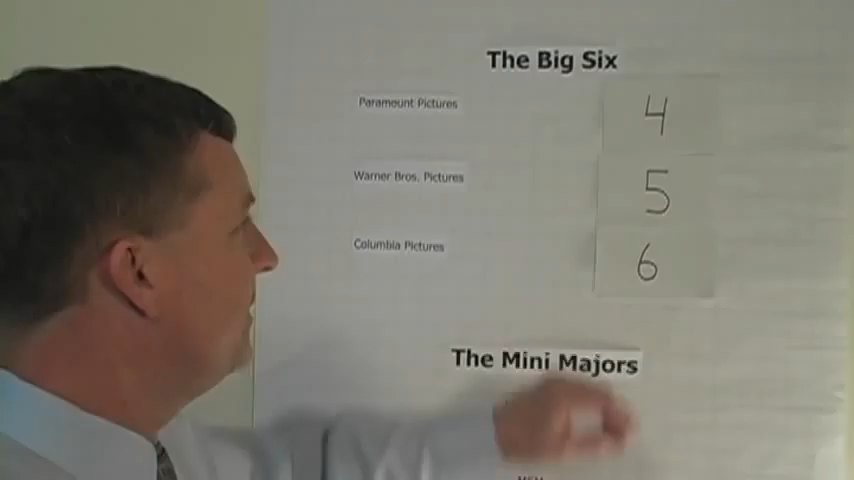 The Big Six
Paramount Pictures
4
Warner Bros. Pictures
5
Columbia Pictures
6
The Mini Majors